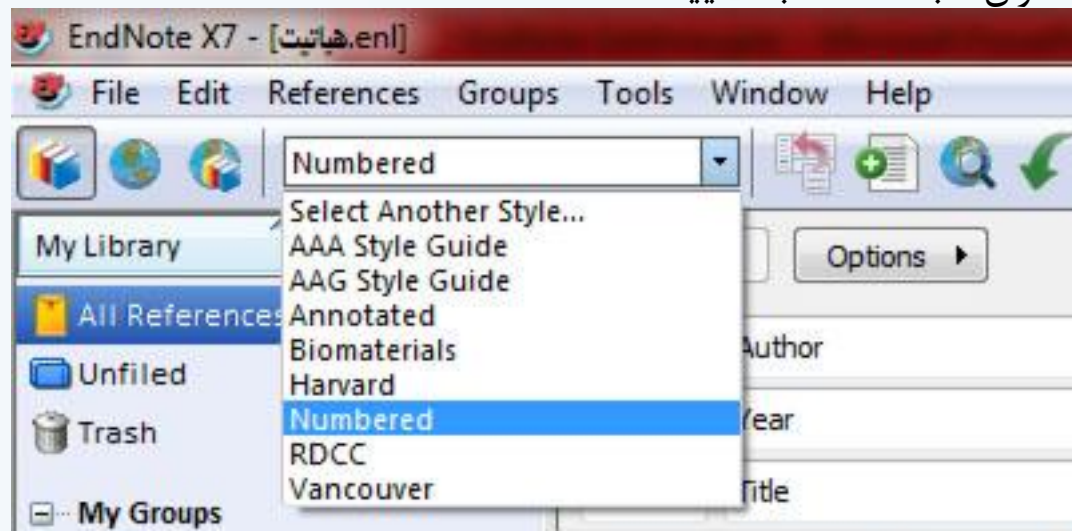 EndNote X7 - [هپاتیت.enl]
File Edit References Groups Tools Window Help
Numbered
Select Another Style...
AAA Style Guide
AAG Style Guide
Annotated
Biomaterials
Harvard
Numbered
RDCC
Vancouver
My Library
All References
Unfiled
Trash
My Groups
Options
Author
Year
Title